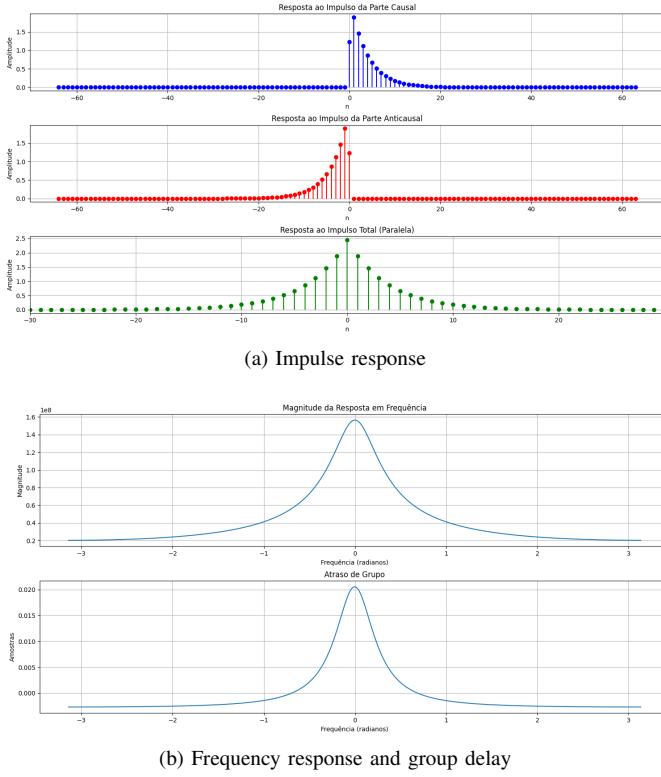 Resposta ao Impulso da Parte Causal
Amplitude
1.5
1.0
0.5
0.0
−60 −40 −20 0 20 40 60
n
Resposta ao Impulso da Parte Anticausal
Amplitude
1.5
1.0
0.5
0.0
−60 −40 −20 0 20 40 60
n
Resposta ao Impulso Total (Paralela)
Amplitude
2.5
2.0
1.5
1.0
0.5
0.0
−30 −20 −10 0 10 20
n
(a) Impulse response
Magnitude da Resposta em Frequência
1e8
Magnitude
1.6
1.4
1.2
1.0
0.8
0.6
0.4
0.2
−3 −2 −1 0 1 2 3
Frequência (radianos)
Atraso de Grupo
Amostras
0.020
0.015
0.010
0.005
0.000
−3 −2 −1 0 1 2 3
Frequência (radianos)
(b) Frequency response and group delay